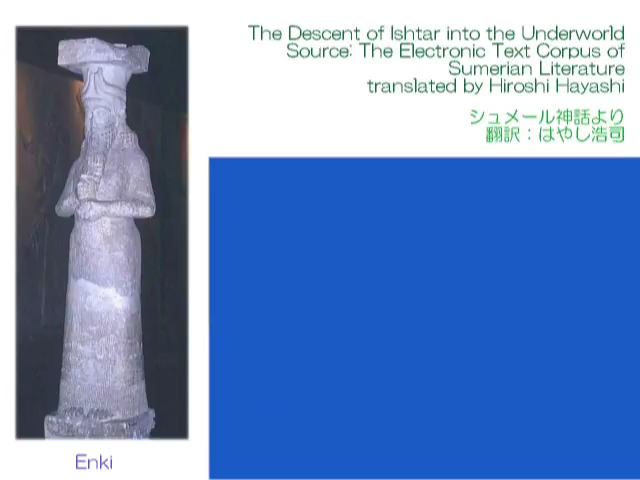 The Descent of Ishtar into the Underworld
Source: The Electronic Text Corpus of
Sumerian Literature
translated by Hiroshi Hayashi
シュメール神話より
翻訳：はやし浩司
Enki